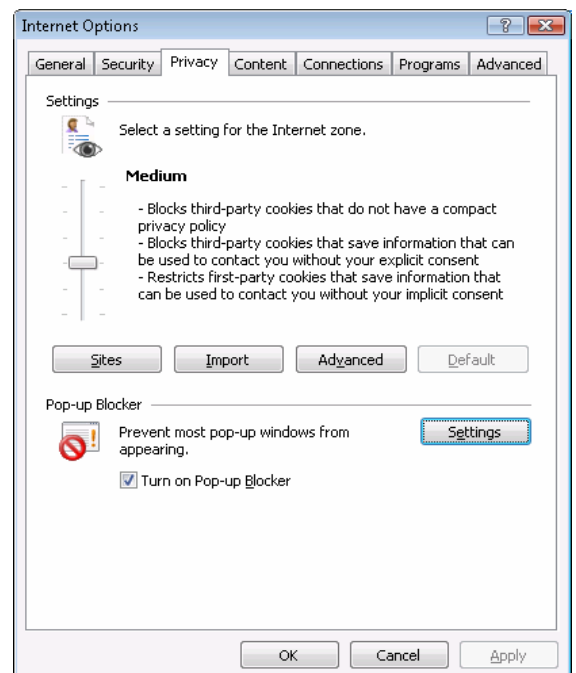 Internet Options
General Security Privacy Content Connections Programs Advanced
Settings
Select a setting for the Internet zone.
Medium
- Blocks third-party cookies that do not have a compact
privacy policy
- Blocks third-party cookies that save information that can
be used to contact you without your explicit consent
- Restricts first-party cookies that save information that
can be used to contact you without your implicit consent
Sites Import Advanced Default
Pop-up Blocker
Prevent most pop-up windows from Settings
appearing.
Turn on Pop-up Blocker
OK Cancel Apply